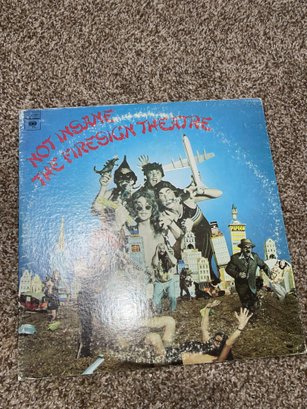 NOT INSANE
THE FIRESIGN THEATRE